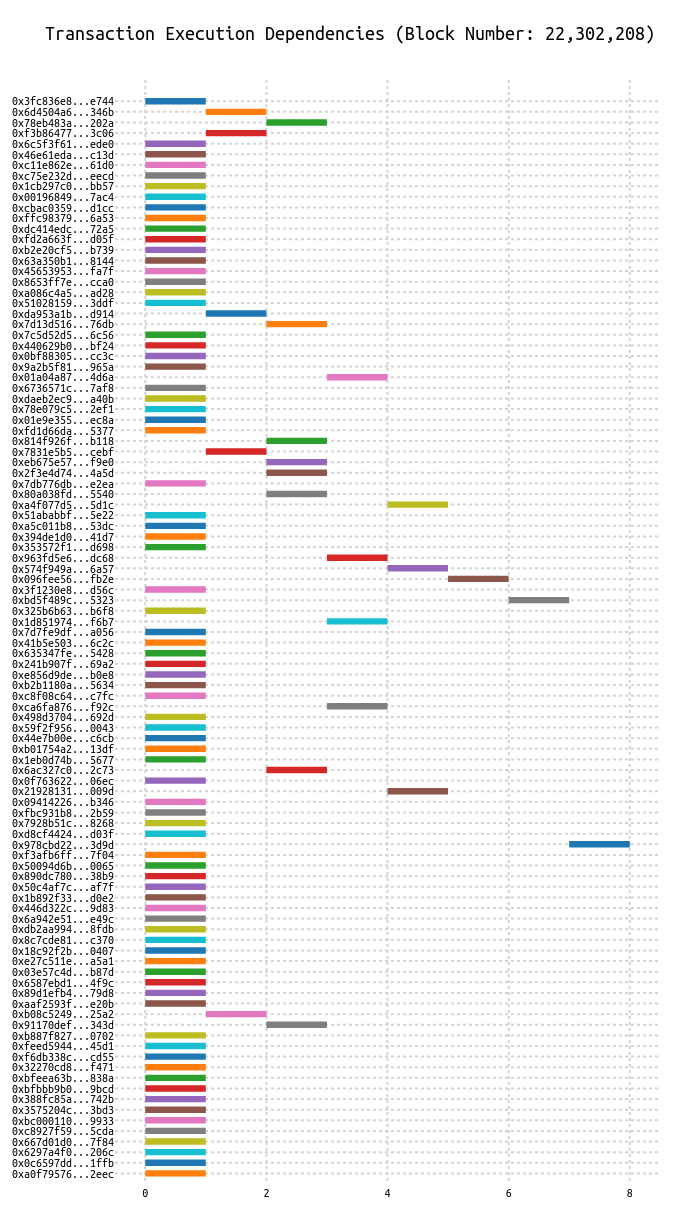 Transaction Execution Dependencies (Block Number: 22,302,208)
0x3fc836e8...e744
0x6d4504a6...346b
0x78eb483a...202a
0xf3b86477...3c06
0x6c5f3f61...ede0
0x46e61eda...c13d
0xc11e862e...61d0
0xc75e232d...eecd
0x1cb297c0...bb57
0x00196849...7ac4
0xcbac0359...d1cc
0xffc98379...6a53
0xdc414edc...72a5
0xfd2a663f...d05f
0xb2e20cf5...b739
0x63a350b1...8144
0x45653953...fa7f
0x8653ff7e...cca0
0xa086c4a5...ad28
0x51028159...3ddf
0xda953a1b...d914
0x7d13d516...76db
0x7c5d52d5...6c56
0x440629b0...bf24
0x0bf88305...cc3c
0x9a2b5f81...965a
0x01a04a87...4d6a
0x6736571c...7af8
0xdaeb2ec9...a40b
0x78e079c5...2ef1
0x01e9e355...ec8a
0xfd1d66da...5377
0x814f926f...b118
0x7831e5b5...cebf
0xeb675e57...f9e0
0x2f3e4d74...4a5d
0x7db776db...e2ea
0x80a038fd...5540
0xa4f077d5...5d1c
0x51ababbf...5e22
0xa5c011b8...53dc
0x394de1d0...41d7
0x353572f1...d698
0x963fd5e6...dc68
0x574f949a...6a57
0x096fee56...fb2e
0x3f1230e8...d56c
0xbd5f489c...5323
0x325b6b63...b6f8
0x1d851974...f6b7
0x7d7fe9df...a056
0x41b5e503...6c2c
0x635347fe...5428
0x241b907f...69a2
0xe856d9de...b0e8
0xb2b1180a...5634
0xc8f08c64...c7fc
0xca6fa876...f92c
0x498d3704...692d
0x59f2f956...0043
0x44e7b00e...c6cb
0xb01754a2...13df
0x1eb0d74b...5677
0x6ac327c0...2c73
0x0f763622...06ec
0x21928131...009d
0x09414226...b346
0xfbc931b8...2b59
0x7928b51c...8268
0xd8cf4424...d03f
0x978cbd22...3d9d
0xf3afb6ff...7f04
0x50094d6b...0065
0x890dc780...38b9
0x50c4af7c...af7f
0x1b892f33...d0e2
0x446d322c...9d83
0x6a942e51...e49c
0xdb2aa994...8fdb
0x8c7cde81...c370
0x18c92f2b...0407
0xe27c511e...a5a1
0x03e57c4d...b87d
0x6587ebd1...4f9c
0x89d1efb4...79d8
0xaaf2593f...e20b
0xb08c5249...25a2
0x91170def...343d
0xb887f827...0702
0xfeed5944...45d1
0xf6db338c...cd55
0x32270cd8...f471
0xbfeea63b...838a
0xbfbbb9b0...9bcd
0x388fc85a...742b
0x3575204c...3bd3
0xbc000110...9933
0xc8927f59...5cda
0x667d01d0...7f84
0x6297a4f0...206c
0x0c6597dd...1ffb
0xa0f79576...2eec
0 2 4 6 8